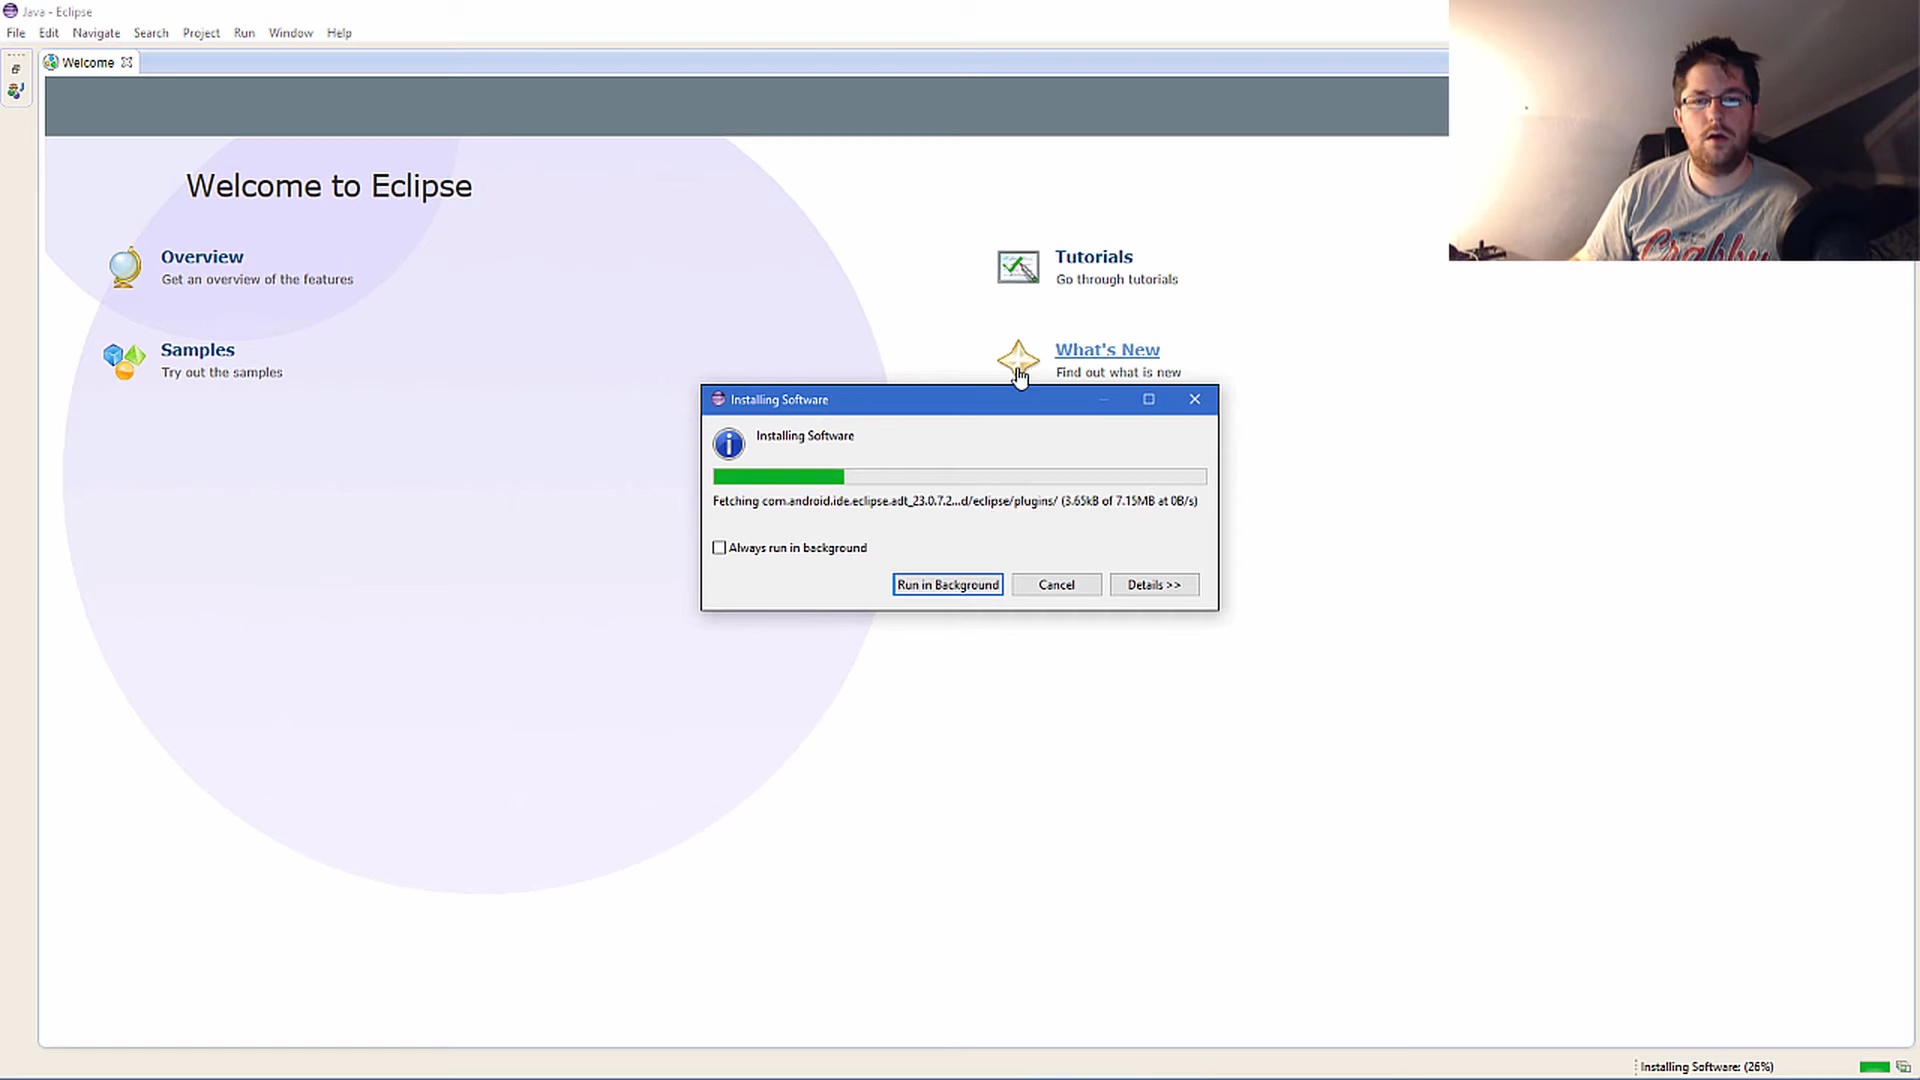 Java - Eclipse
File Edit Navigate Search Run Project Run Window Help
Welcome
Welcome to Eclipse
Overview
Get an overview of the features
Tutorials
Go through tutorials
Samples
Try out the samples
What's New
Find out what is new
Installing Software
Installing Software
Fetching com.android.ide.eclipse.adt_23.0.7.2...d/eclipse/plugins/ (3.65kB of 7.15MB at 0B/s)
Always run in background
Run in Background Cancel Details >>
Crabby
Installing Software: (26%)